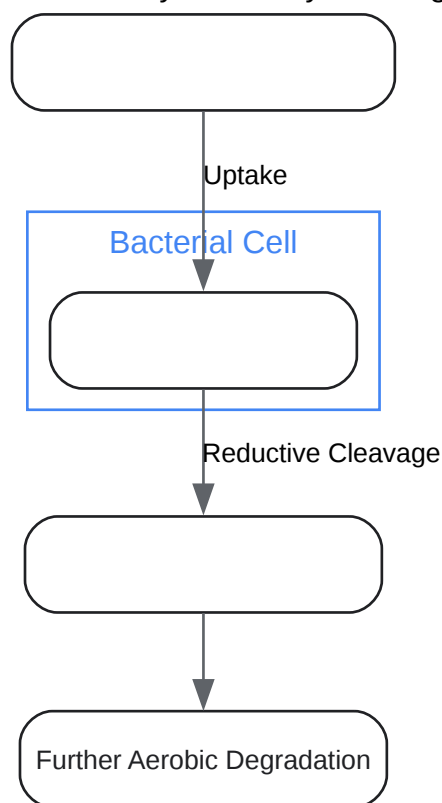 Uptake
Bacterial Cell
Reductive Cleavage
Further Aerobic Degradation